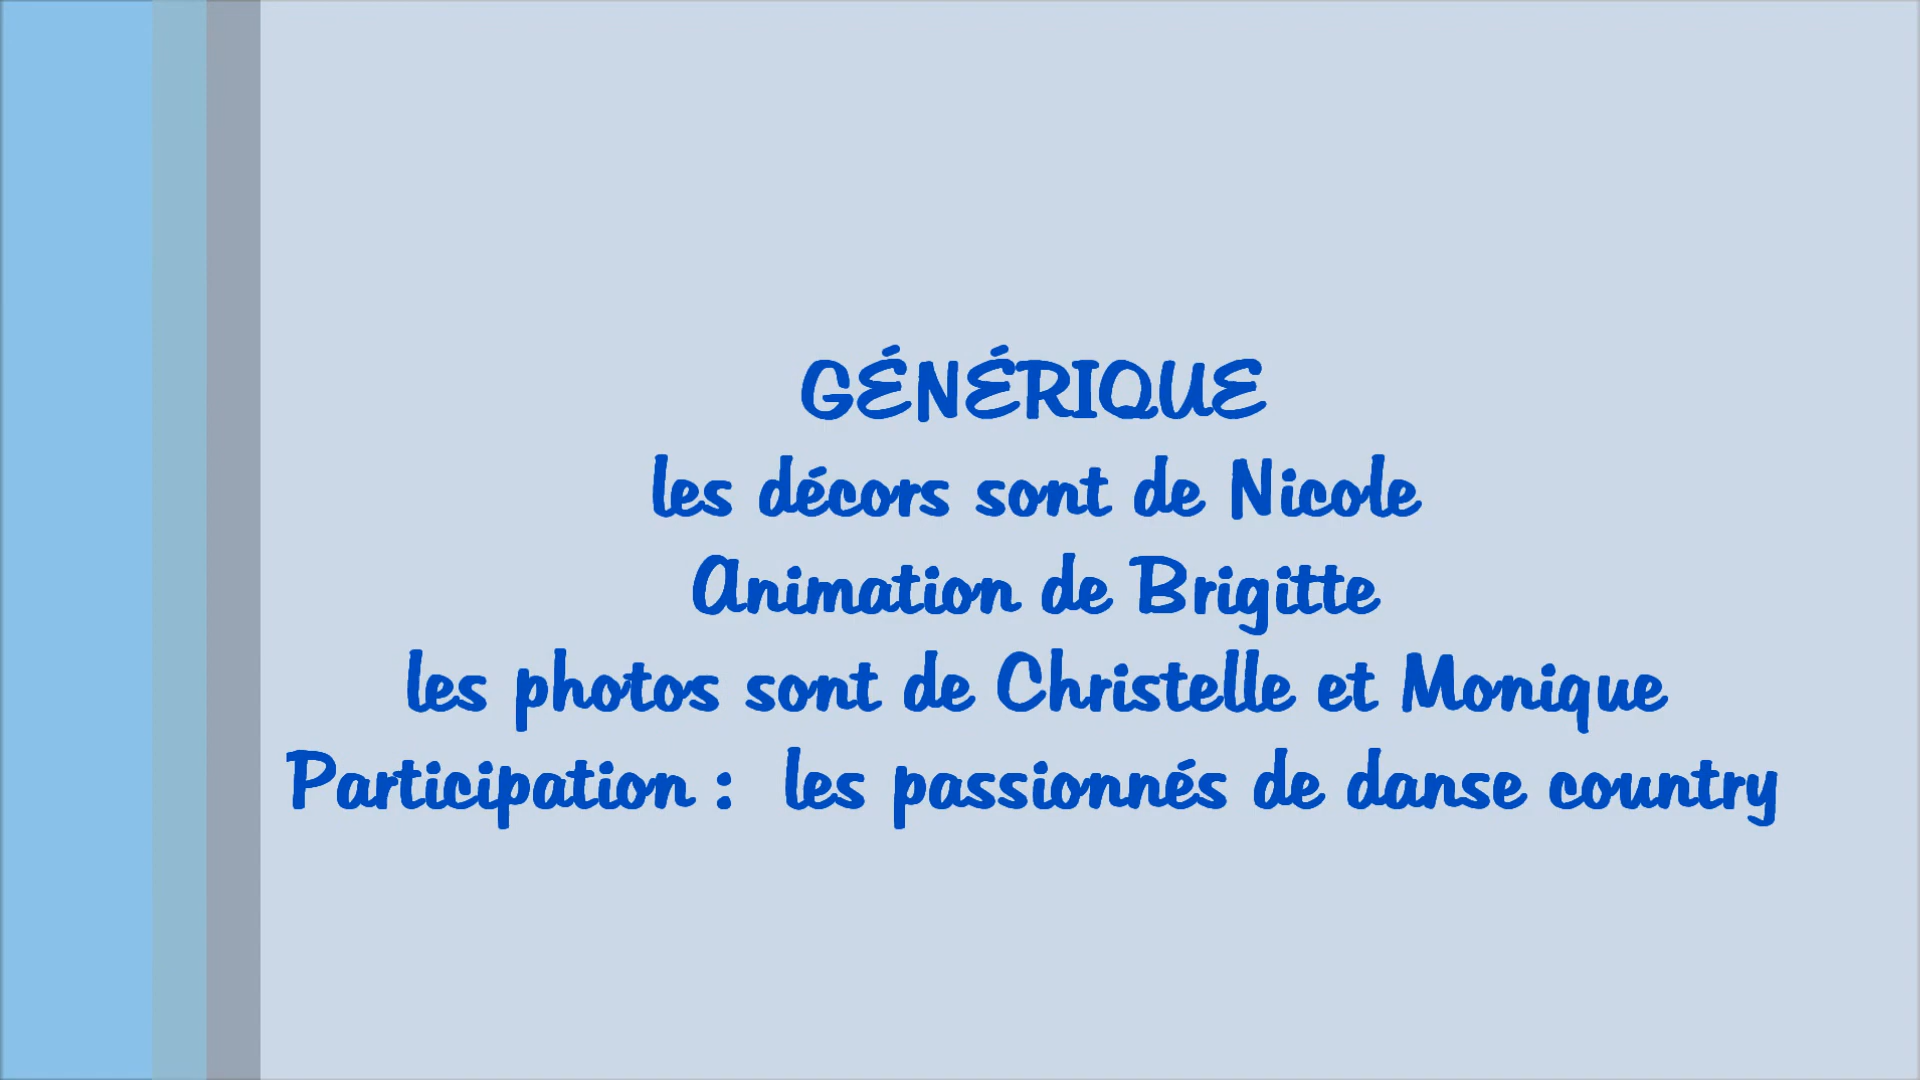 GÉNÉRIQUE
les décors sont de Nicole
Animation de Brigitte
les photos sont de Christelle et Monique
Participation :  les passionnés de danse country